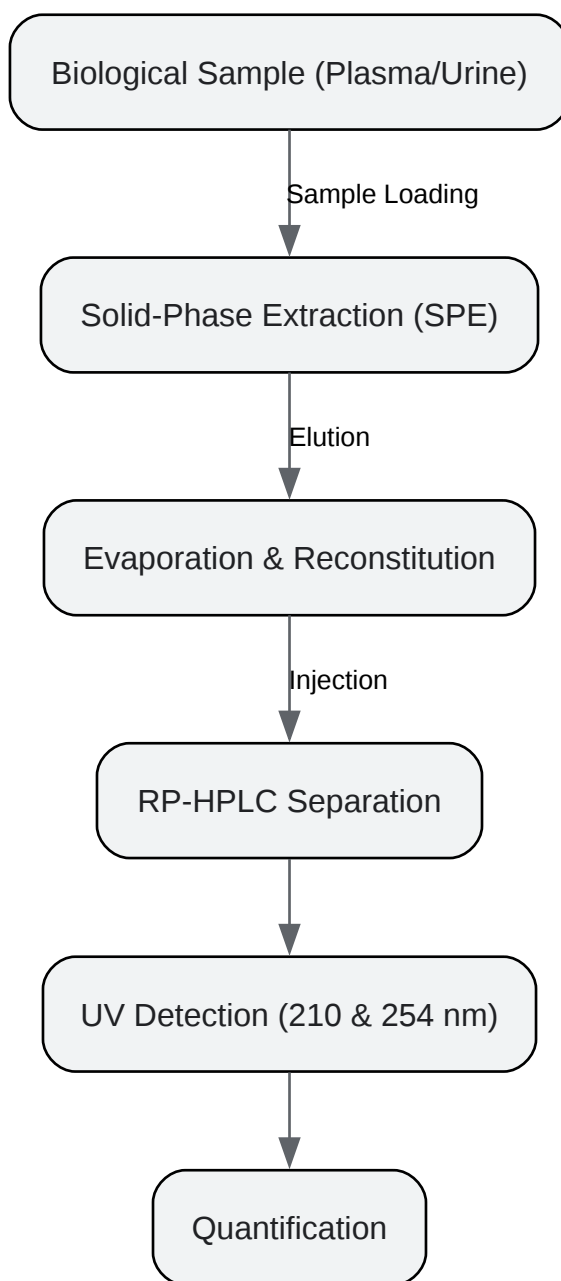 Biological Sample (Plasma/Urine)
Sample Loading
Solid-Phase Extraction (SPE)
Elution
Evaporation & Reconstitution
Injection
RP-HPLC Separation
UV Detection (210 & 254 nm)
Quantification